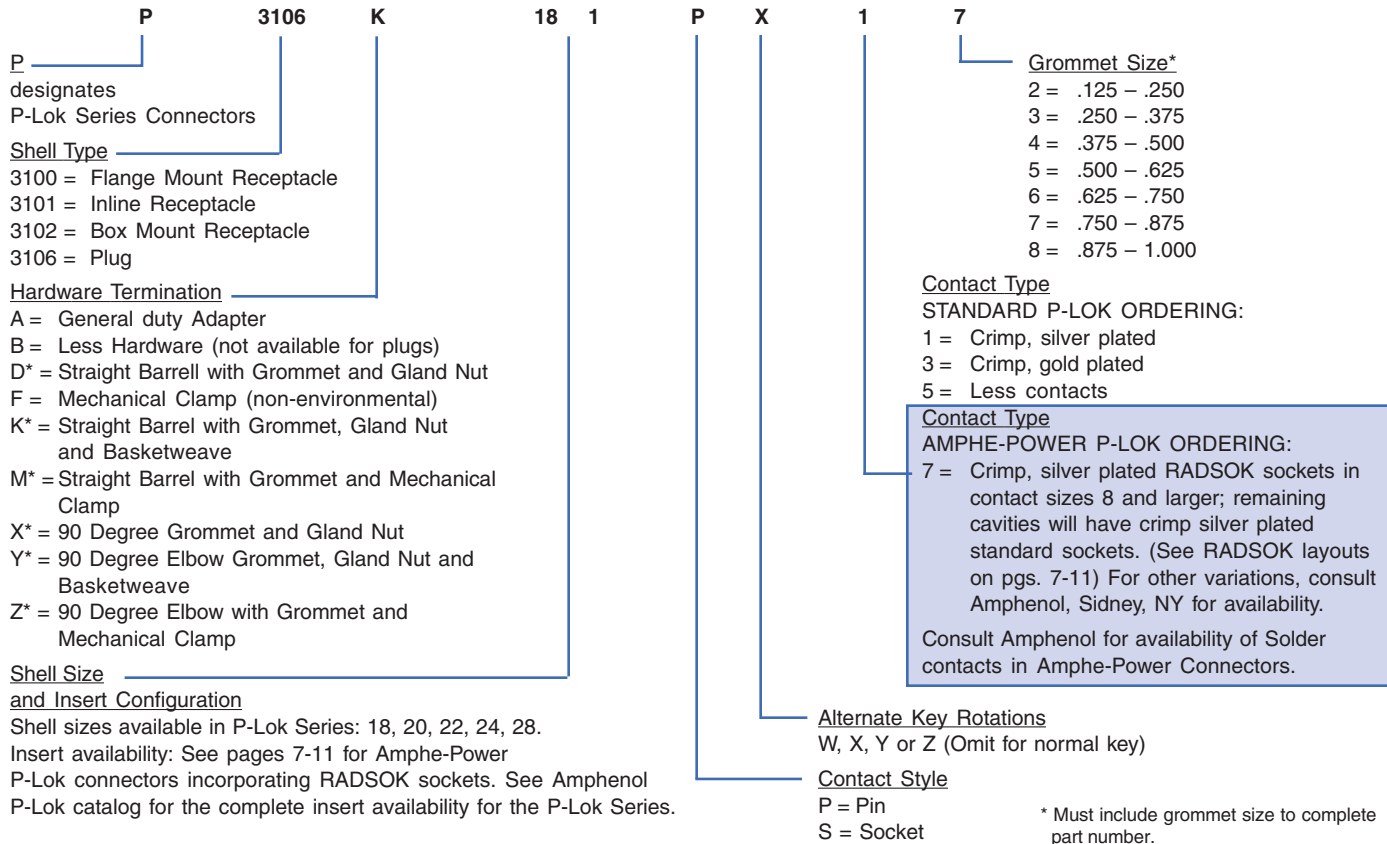 P 3106 K 18 1 P X 1 7
P
designates
P-Lok Series Connectors
Shell Type
3100 = Flange Mount Receptacle
3101 = Inline Receptacle
3102 = Box Mount Receptacle
3106 = Plug
Hardware Termination
A = General duty Adapter
B = Less Hardware (not available for plugs)
D* = Straight Barrell with Grommet and Gland Nut
F = Mechanical Clamp (non-environmental)
K* = Straight Barrel with Grommet, Gland Nut
and Basketweave
M* = Straight Barrel with Grommet and Mechanical
Clamp
X* = 90 Degree Grommet and Gland Nut
Y* = 90 Degree Elbow Grommet, Gland Nut and
Basketweave
Z* = 90 Degree Elbow with Grommet and
Mechanical Clamp
Shell Size
and Insert Configuration
Shell sizes available in P-Lok Series: 18, 20, 22, 24, 28.
Insert availability: See pages 7-11 for Amphe-Power
P-Lok connectors incorporating RADSOK sockets. See Amphenol
P-Lok catalog for the complete insert availability for the P-Lok Series.
Grommet Size*
2 = .125 – .250
3 = .250 – .375
4 = .375 – .500
5 = .500 – .625
6 = .625 – .750
7 = .750 – .875
8 = .875 – 1.000
Contact Type
STANDARD P-LOK ORDERING:
1 = Crimp, silver plated
3 = Crimp, gold plated
5 = Less contacts
Contact Type
AMPHE-POWER P-LOK ORDERING:
7 = Crimp, silver plated RADSOK sockets in
contact sizes 8 and larger; remaining
cavities will have crimp silver plated
standard sockets. (See RADSOK layouts
on pgs. 7-11) For other variations, consult
Amphenol, Sidney, NY for availability.
Consult Amphenol for availability of Solder
contacts in Amphe-Power Connectors.
Alternate Key Rotations
W, X, Y or Z (Omit for normal key)
Contact Style
P = Pin
S = Socket
* Must include grommet size to complete
part number.